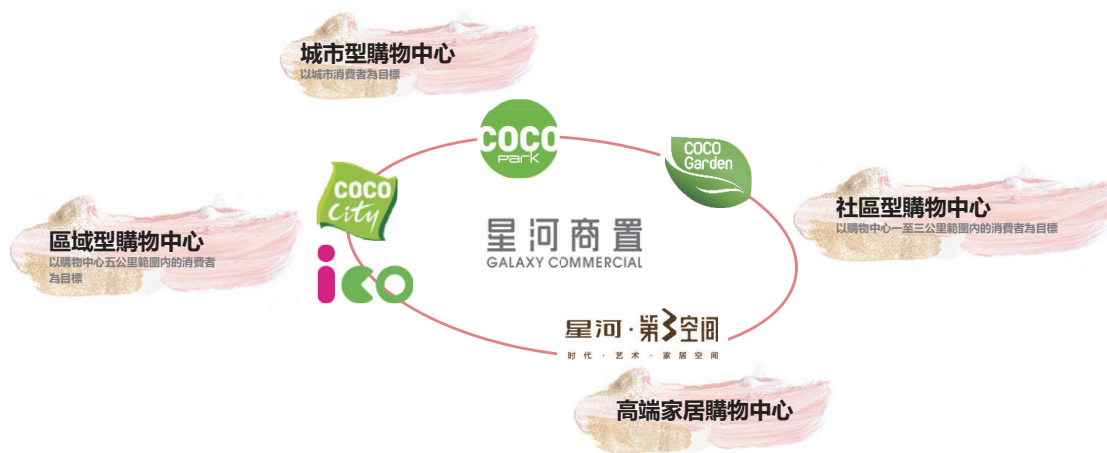 城市型購物中心
以城市消費者為目標
COCO
Park
COCO
Garden
COCO
City
ico
區域型購物中心
以購物中心五公里範圍內的消費者
為目標
星河商置
GALAXY COMMERCIAL
社區型購物中心
以購物中心一至三公里範圍內的消費者為目標
星河·第3空间
时代·艺术·家居空间
高端家居購物中心